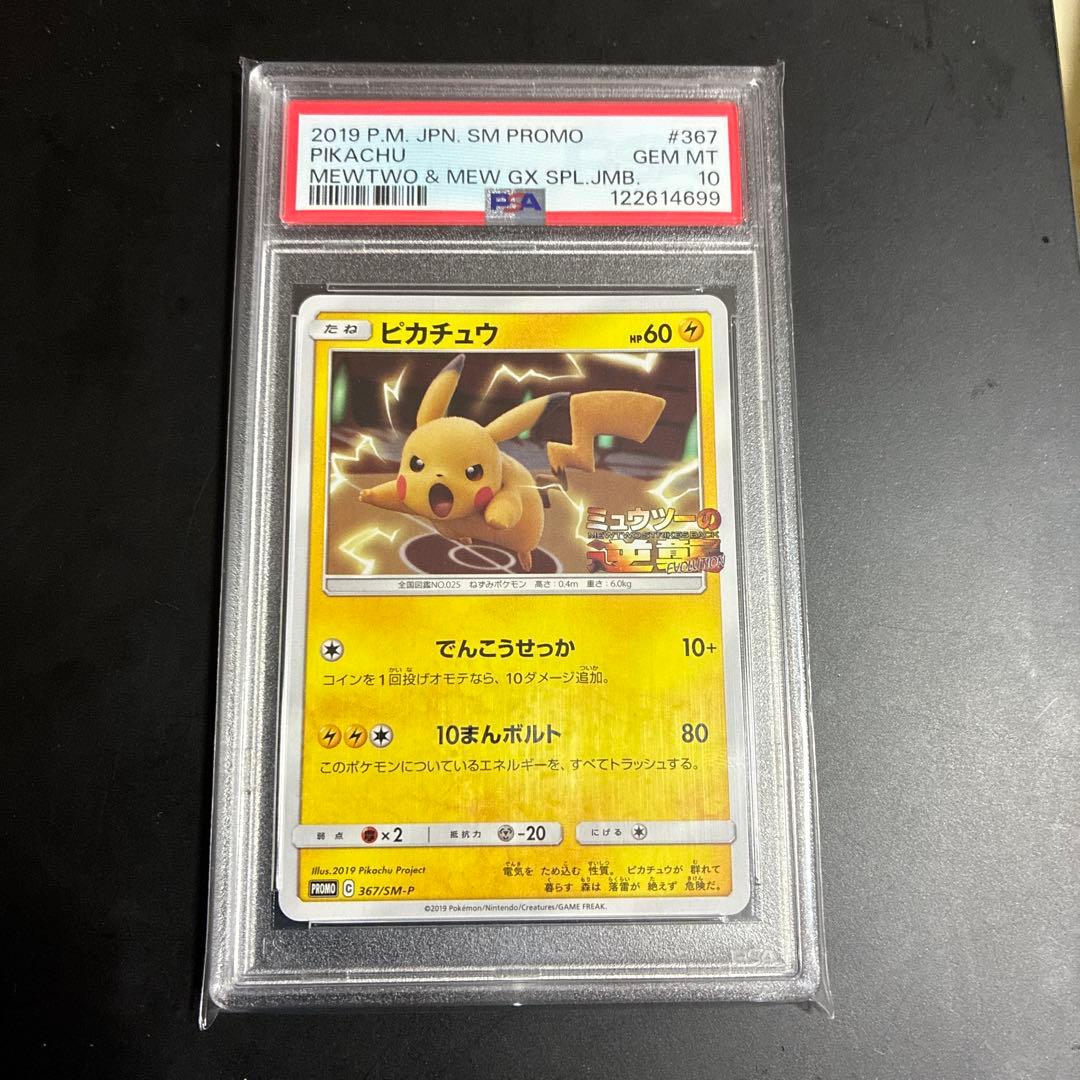 2019 P.M. JPN. SM PROMO #367
PIKACHU GEM MT
MEWTWO & MEW GX SPL.JMB. 10
PSA 122614699
たね ピカチュウ HP60
ミュウツーの
MEWTWO STRIKES BACK
逆襲
EVOLUTION
全国図鑑NO.025 ねずみポケモン 高さ:0.4m 重さ:6.0kg
でんこうせっか 10+
コインを1回投げオモテなら、10ダメージ追加。
10まんボルト 80
このポケモンについているエネルギーを、すべてトラッシュする。
弱点 ×2 抵抗力 -20 にげる
Illus.2019 Pikachu Project
電気を ため込む 性質。 ピカチュウが 群れて
暮らす 森は 落雷が 絶えず 危険だ。
PROMO C 367/SM-P
©2019 Pokémon/Nintendo/Creatures/GAME FREAK.
PSA